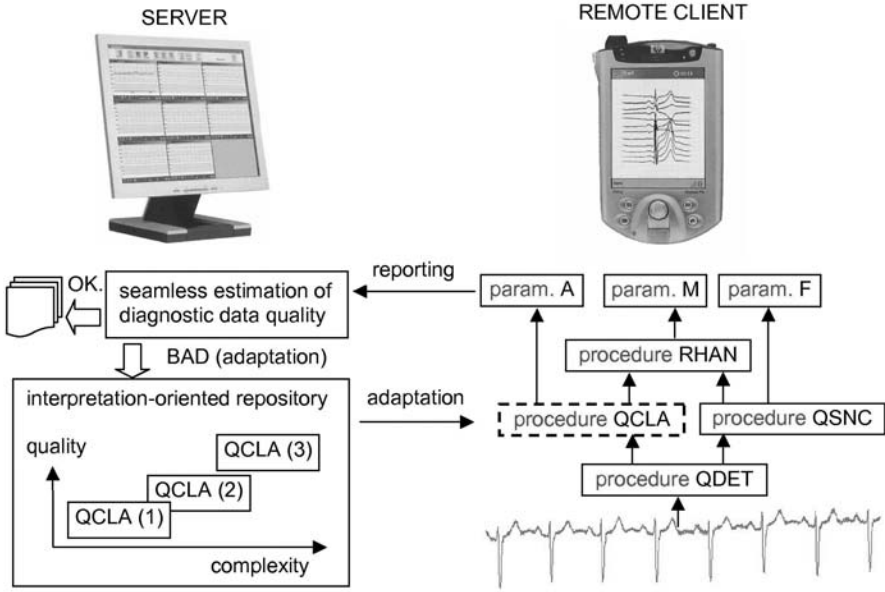 SERVER
REMOTE CLIENT
reporting
OK.
seamless estimation of
diagnostic data quality
param. A
param. M
param. F
BAD (adaptation)
procedure RHAN
interpretation-oriented repository
adaptation
procedure QCLA
procedure QSNC
quality
QCLA (3)
QCLA (2)
QCLA (1)
procedure QDET
complexity